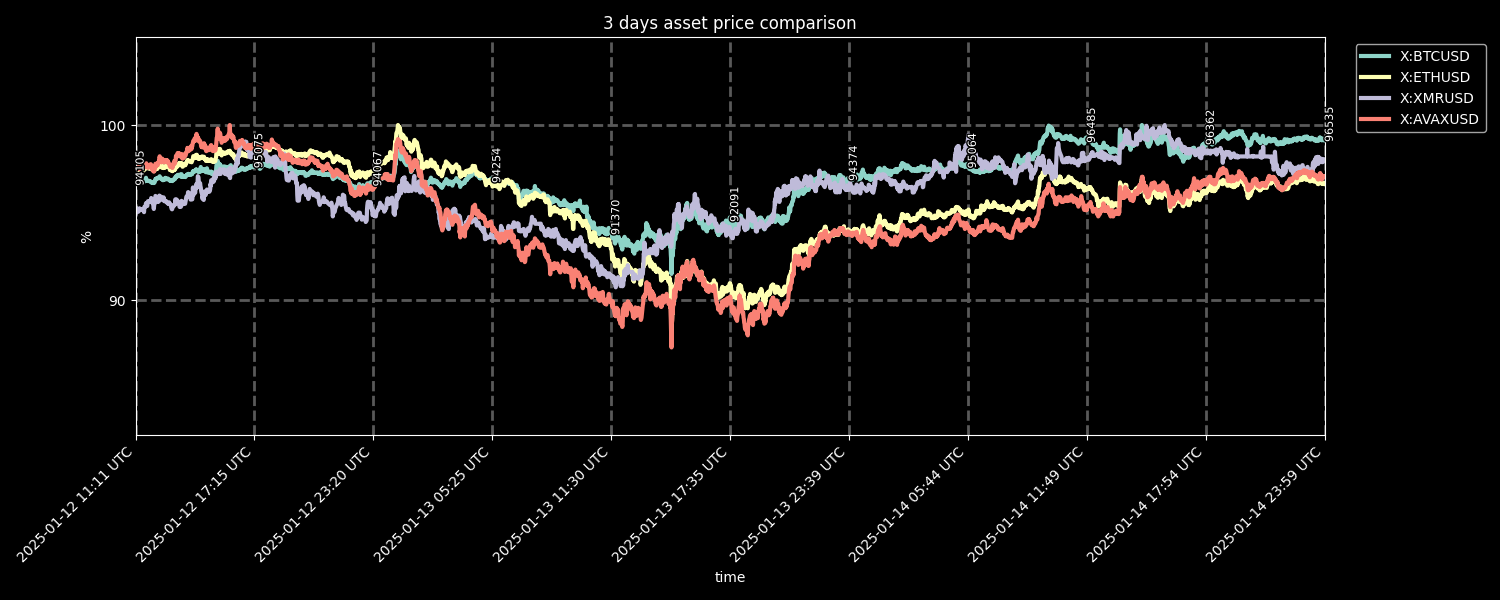 3 days asset price comparison
X:BTCUSD
X:ETHUSD
X:XMRUSD
X:AVAXUSD
100
90
%
94105
95075
94067
94254
91370
92091
94374
95064
96485
96362
96535
2025-01-12 11:11 UTC
2025-01-12 17:15 UTC
2025-01-12 23:20 UTC
2025-01-13 05:25 UTC
2025-01-13 11:30 UTC
2025-01-13 17:35 UTC
2025-01-13 23:39 UTC
2025-01-14 05:44 UTC
2025-01-14 11:49 UTC
2025-01-14 17:54 UTC
2025-01-14 23:59 UTC
time